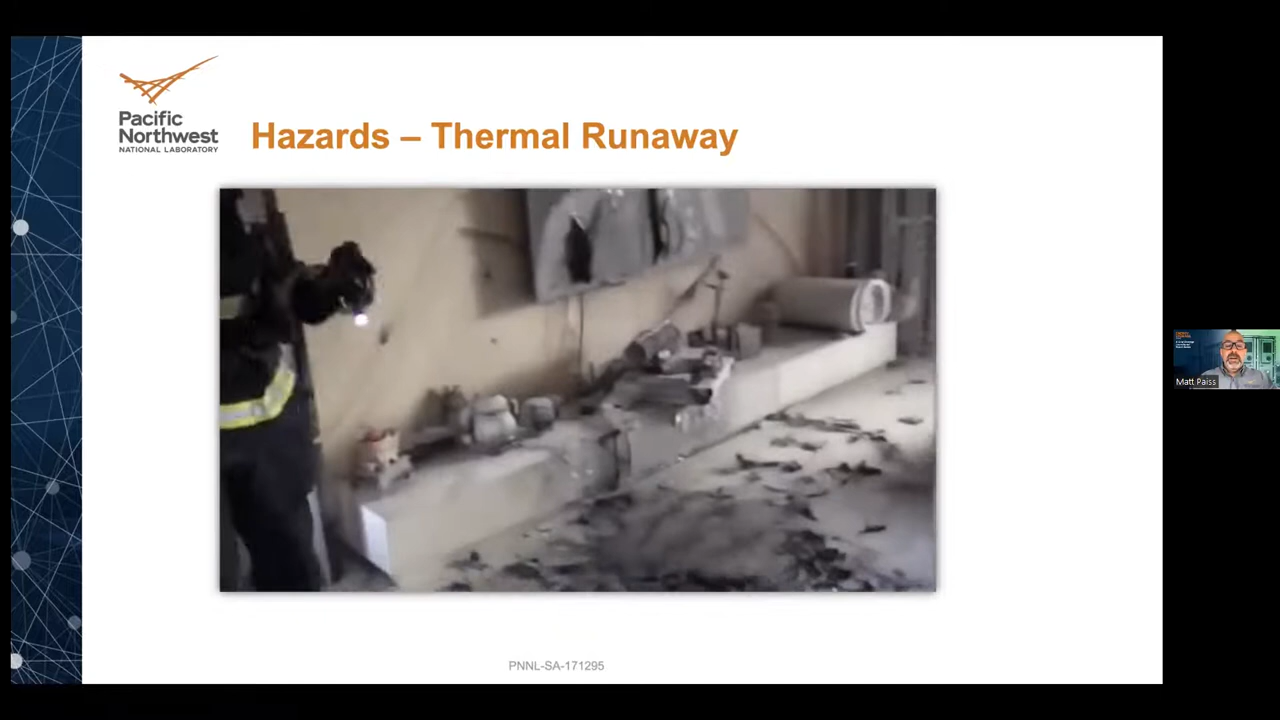 Pacific
Northwest
NATIONAL LABORATORY
Hazards – Thermal Runaway
Matt Paiss
PNNL-SA-171295